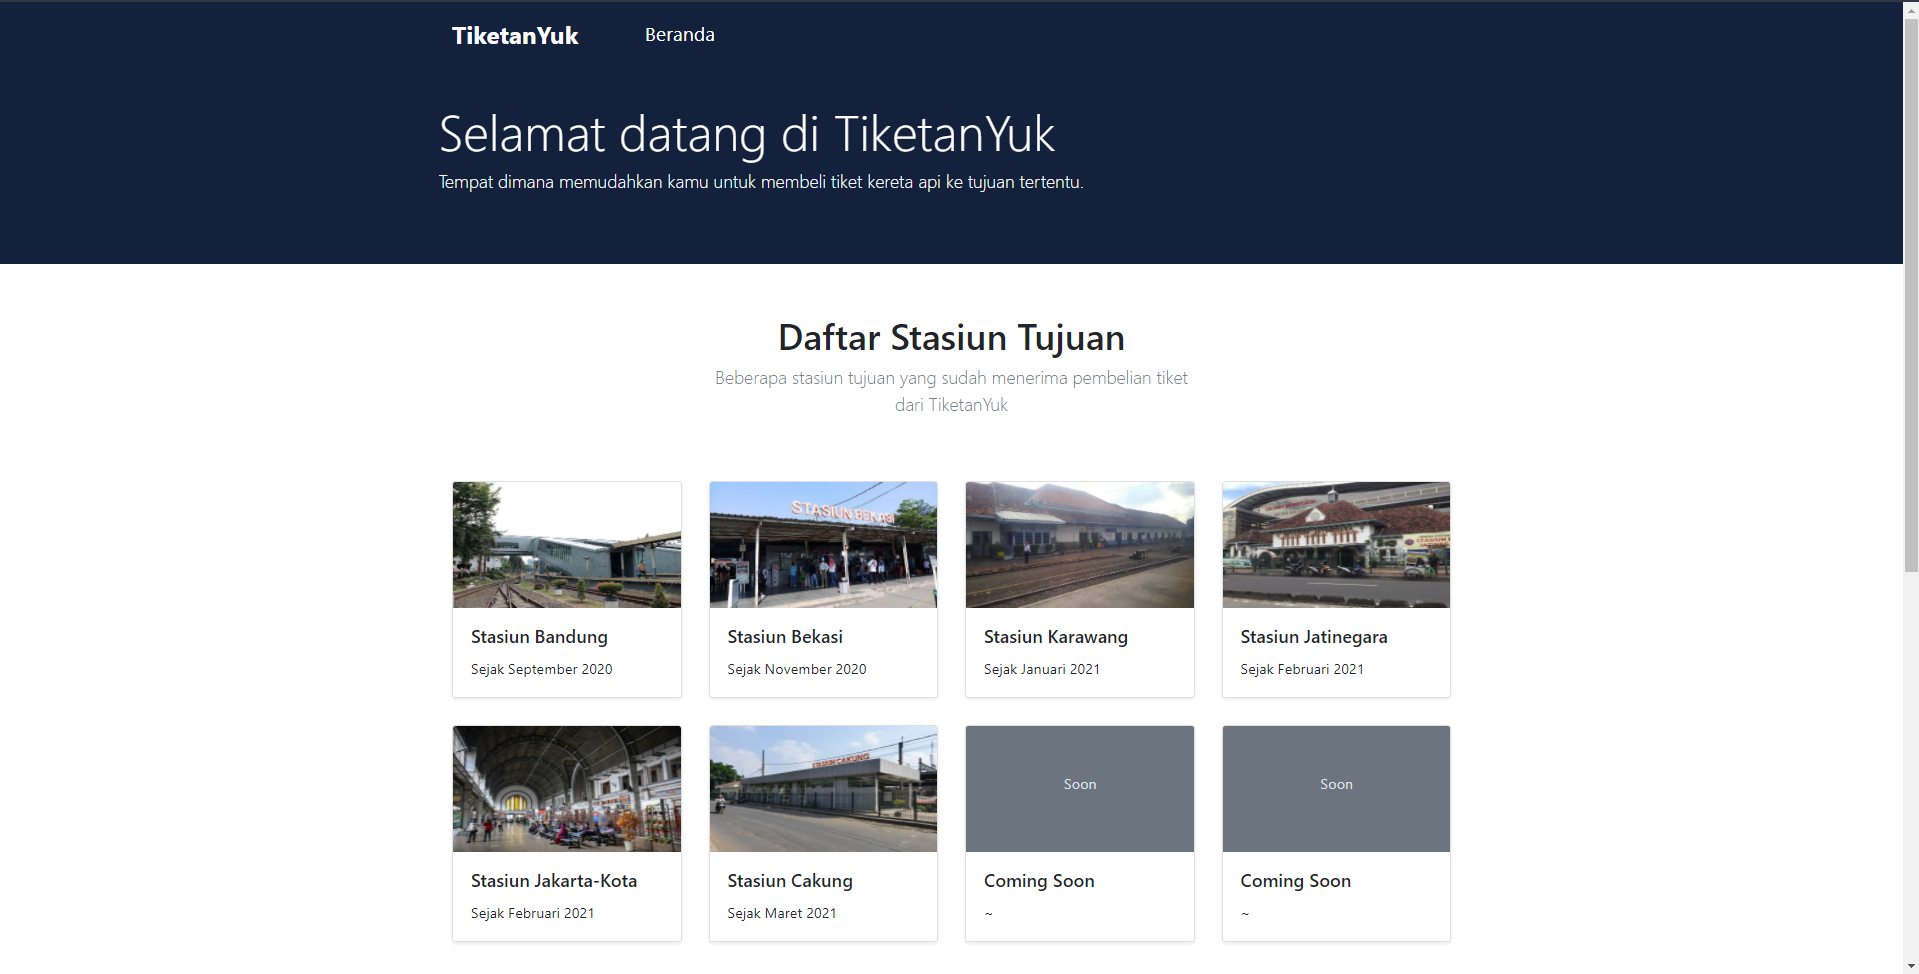 TiketanYuk
Beranda
Selamat datang di TiketanYuk
Tempat dimana memudahkan kamu untuk membeli tiket kereta api ke tujuan tertentu.
Daftar Stasiun Tujuan
Beberapa stasiun tujuan yang sudah menerima pembelian tiket
dari TiketanYuk
STASIUN BEKASI
Stasiun Bandung
Sejak September 2020
Stasiun Bekasi
Sejak November 2020
Stasiun Karawang
Sejak Januari 2021
Stasiun Jatinegara
Sejak Februari 2021
STASIUN CAKUNG
Soon
Soon
Stasiun Jakarta-Kota
Sejak Februari 2021
Stasiun Cakung
Sejak Maret 2021
Coming Soon
~
Coming Soon
~